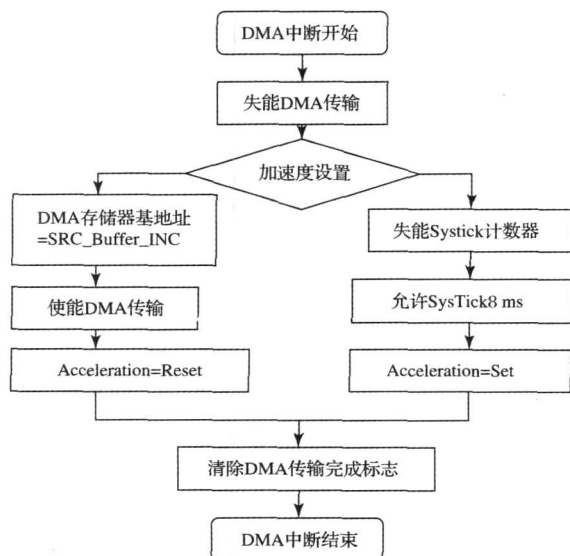 DMA中断开始
失能DMA传输
加速度设置
DMA存储器基地址
=SRC_Buffer_INC
使能DMA传输
Acceleration=Reset
失能Systick计数器
允许SysTick8 ms
Acceleration=Set
清除DMA传输完成标志
DMA中断结束